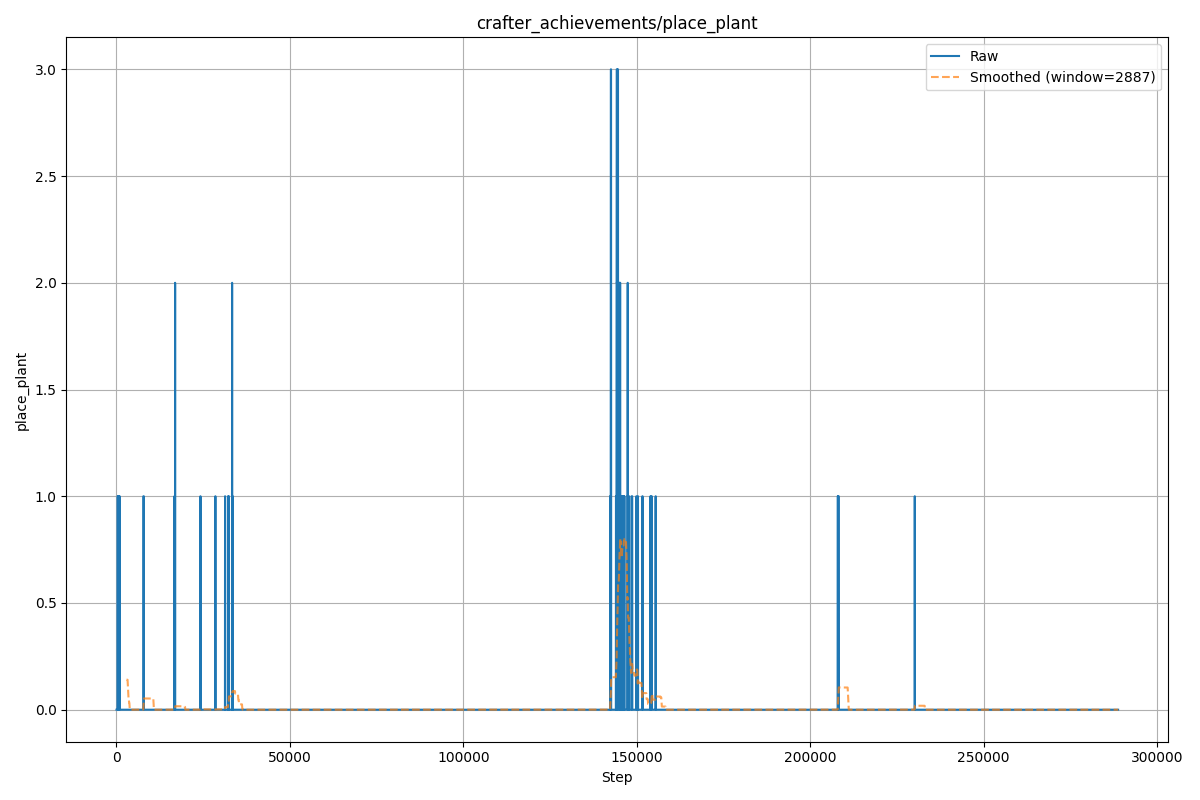 crafter_achievements/place_plant
Raw
Smoothed (window=2887)
place_plant
3.0
2.5
2.0
1.5
1.0
0.5
0.0
0 50000 100000 150000 200000 250000 300000
Step